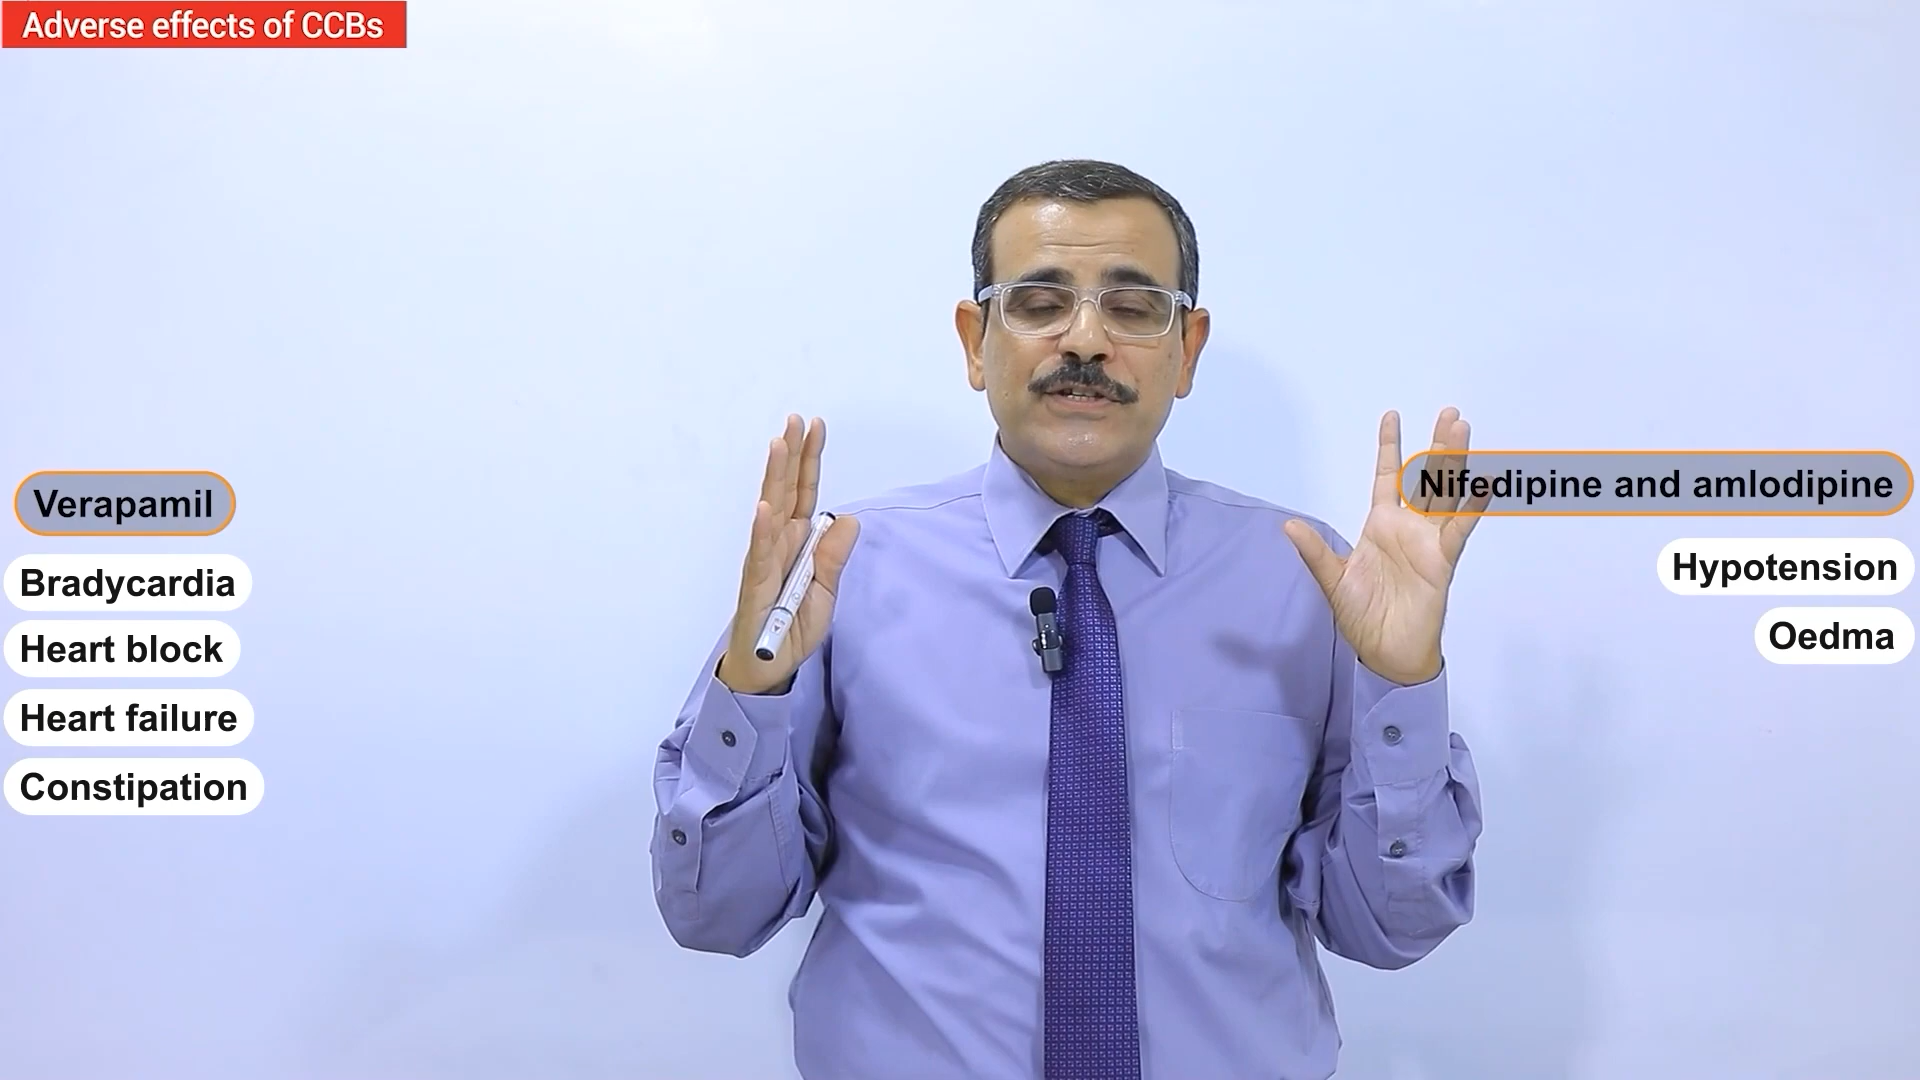 Adverse effects of CCBs
Verapamil
Bradycardia
Heart block
Heart failure
Constipation
Nifedipine and amlodipine
Hypotension
Oedma